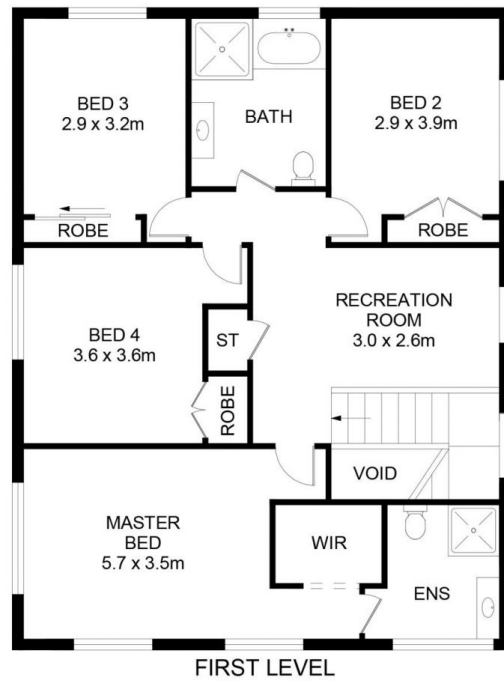 BED 3
2.9 x 3.2m
BATH
BED 2
2.9 x 3.9m
ROBE
ROBE
BED 4
3.6 x 3.6m
ST
RECREATION
ROOM
3.0 x 2.6m
ROBE
VOID
MASTER
BED
5.7 x 3.5m
WIR
ENS
FIRST LEVEL